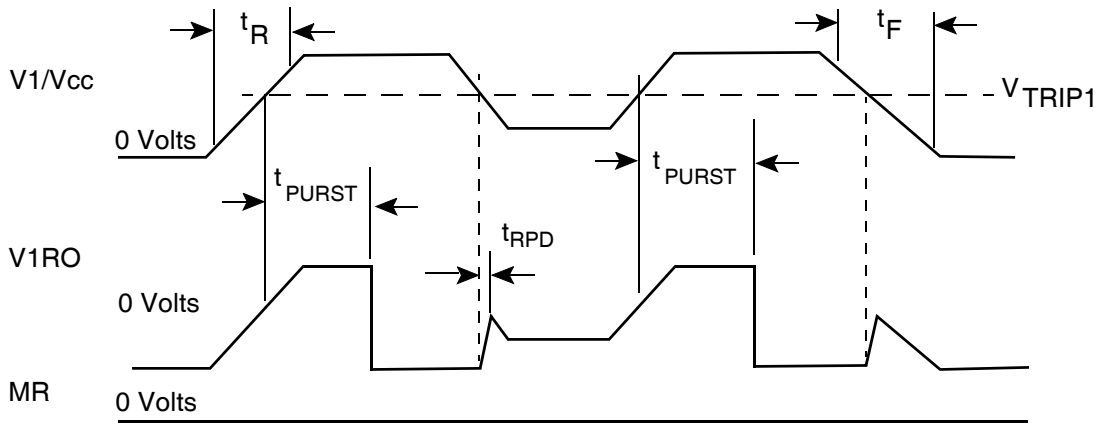 tR
tF
V1/Vcc
VTRIP1
0 Volts
tPURST
tPURST
tRPD
V1RO
0 Volts
MR
0 Volts